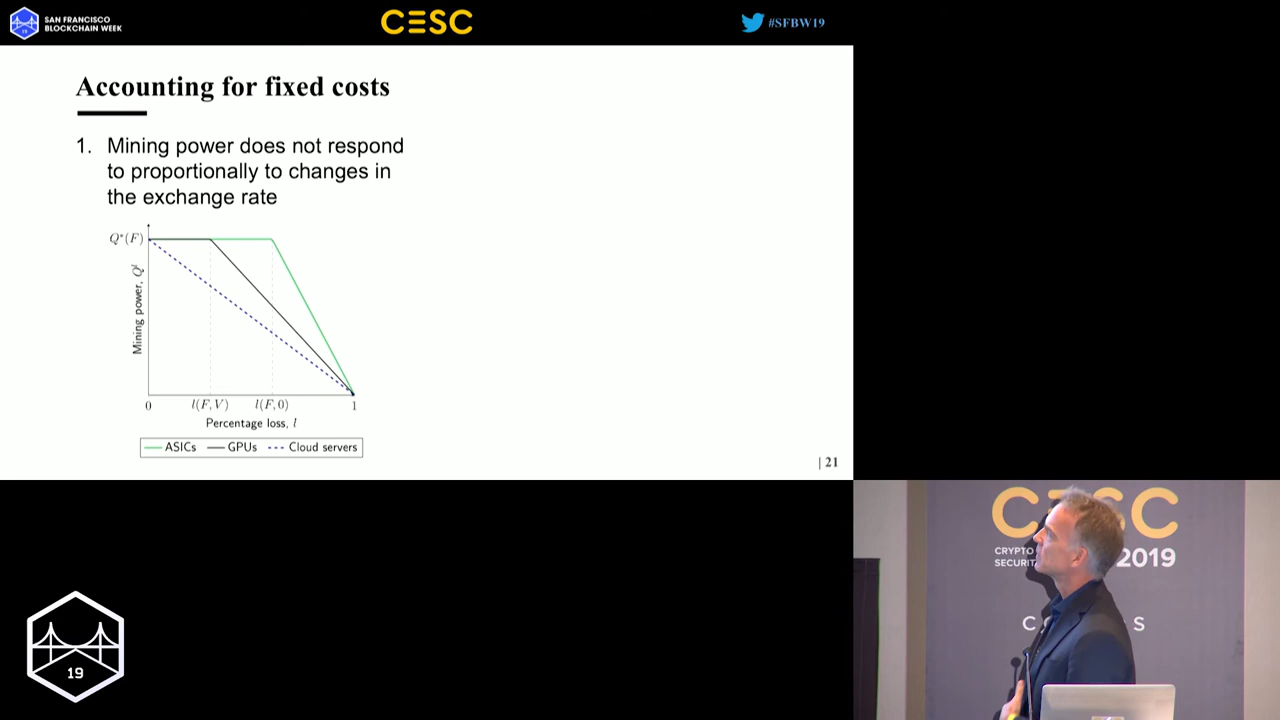 SAN FRANCISCO
BLOCKCHAIN WEEK
19
CESC
#SFBW19
Accounting for fixed costs
1. Mining power does not respond
to proportionally to changes in
the exchange rate
Q*(F)
Mining power, Q^l
0
l(F,V)
l(F,0)
1
Percentage loss, l
ASICs
GPUs
Cloud servers
| 21
19
CESC
CRYPTO
2019